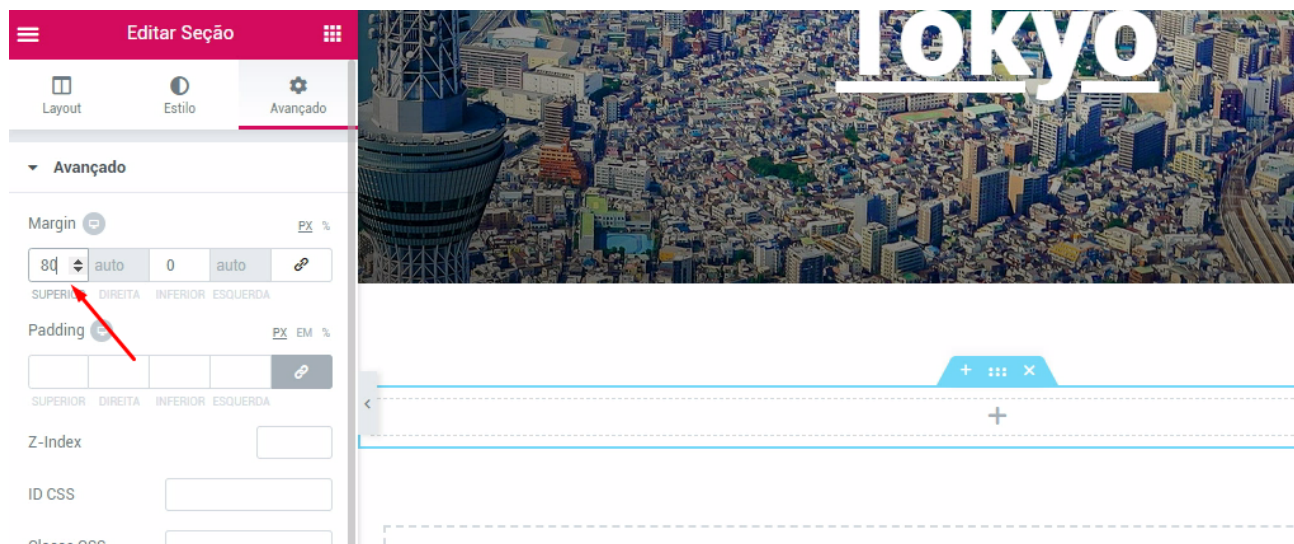 Editar Seção
Tokyo
Layout Estilo Avançado
Avançado
Margin PX %
80 auto 0 auto
SUPERIOR DIREITA INFERIOR ESQUERDA
Padding PX EM %
SUPERIOR DIREITA INFERIOR ESQUERDA
Z-Index
ID CSS